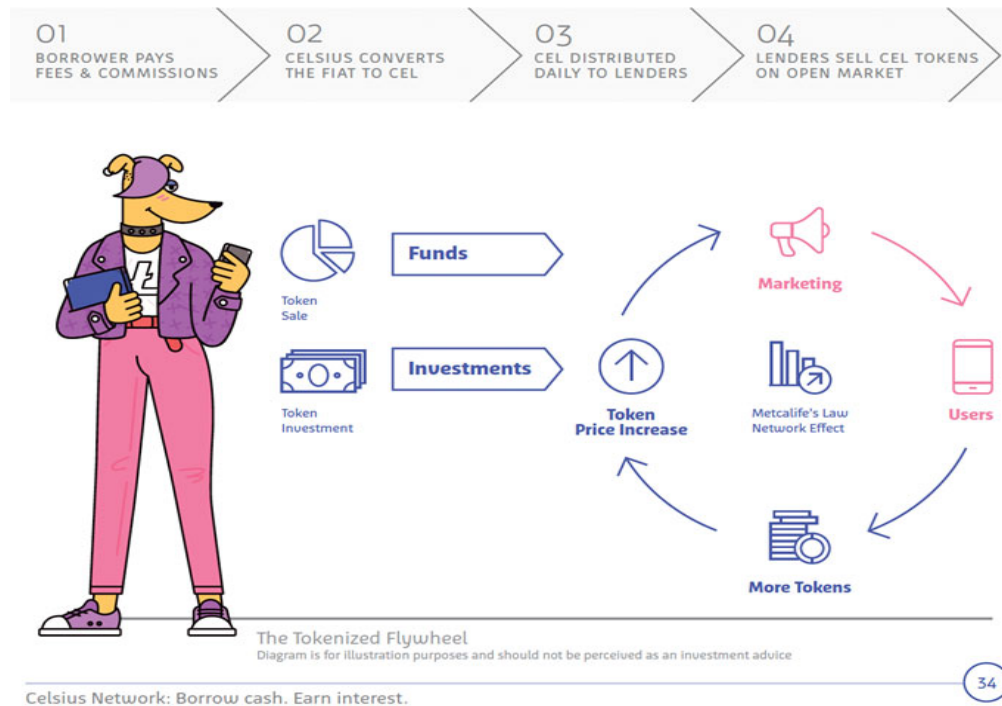 01
BORROWER PAYS
FEES & COMMISSIONS
02
CELSIUS CONVERTS
THE FIAT TO CEL
03
CEL DISTRIBUTED
DAILY TO LENDERS
04
LENDERS SELL CEL TOKENS
ON OPEN MARKET
Token
Sale
Funds
Token
Investment
Investments
Token
Price Increase
Marketing
Metcalife's Law
Network Effect
Users
More Tokens
The Tokenized Flywheel
Diagram is for illustration purposes and should not be perceived as an investment advice
Celsius Network: Borrow cash. Earn interest.
34